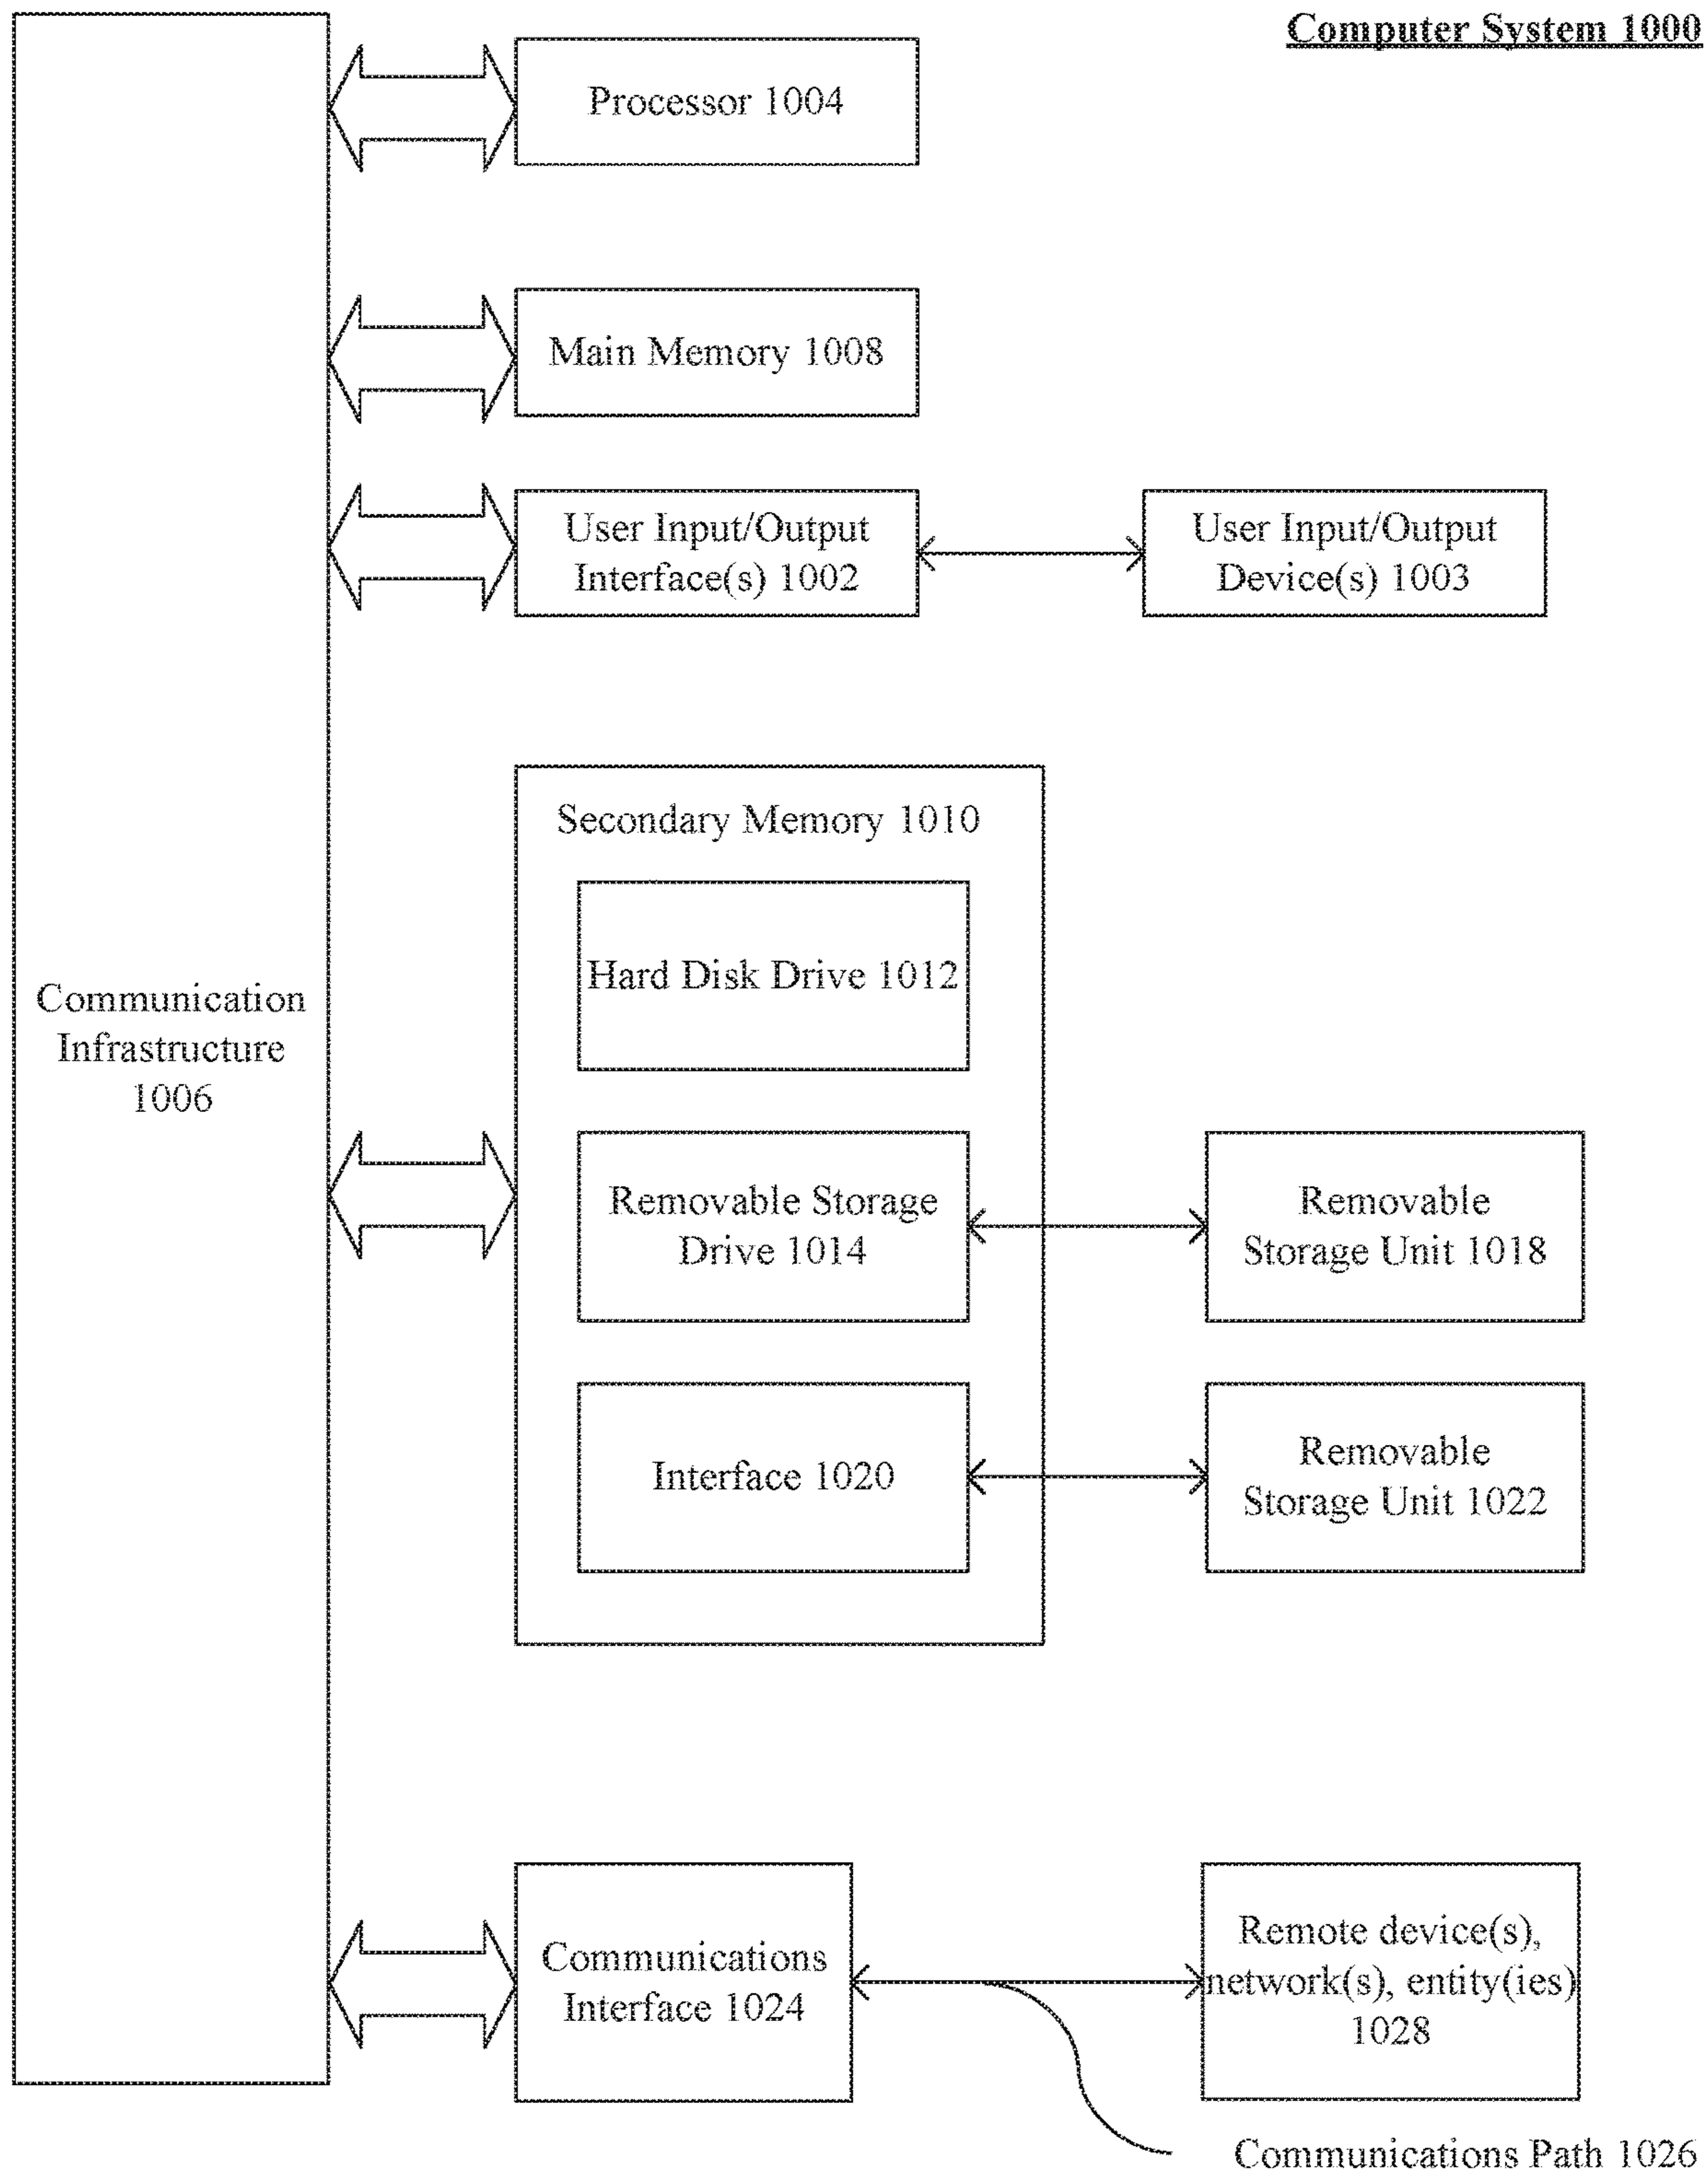 Computer System 1000
Processor 1004
Main Memory 1008
User Input/Output
Interface(s) 1002
User Input/Output
Device(s) 1003
Secondary Memory 1010
Hard Disk Drive 1012
Communication
Infrastructure
1006
Removable Storage
Drive 1014
Removable
Storage Unit 1018
Interface 1020
Removable
Storage Unit 1022
Communications
Interface 1024
Remote device(s),
network(s), entity(ies)
1028
Communications Path 1026